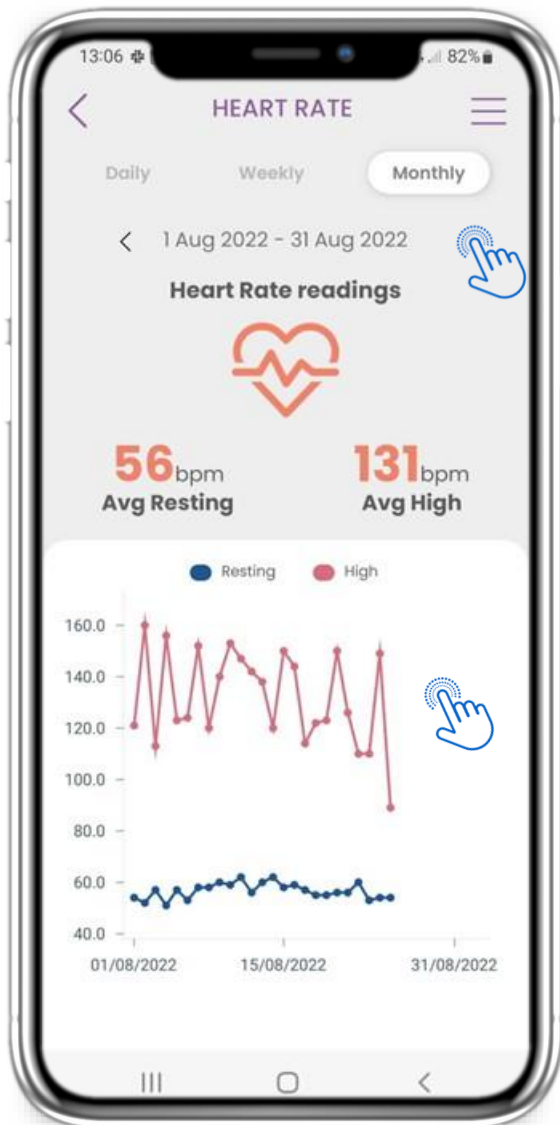 13:06 82%
HEART RATE
Daily Weekly Monthly
1 Aug 2022 - 31 Aug 2022
Heart Rate readings
56bpm 131bpm
Avg Resting Avg High
Resting High
160.0
140.0
120.0
100.0
80.0
60.0
40.0
01/08/2022 15/08/2022 31/08/2022